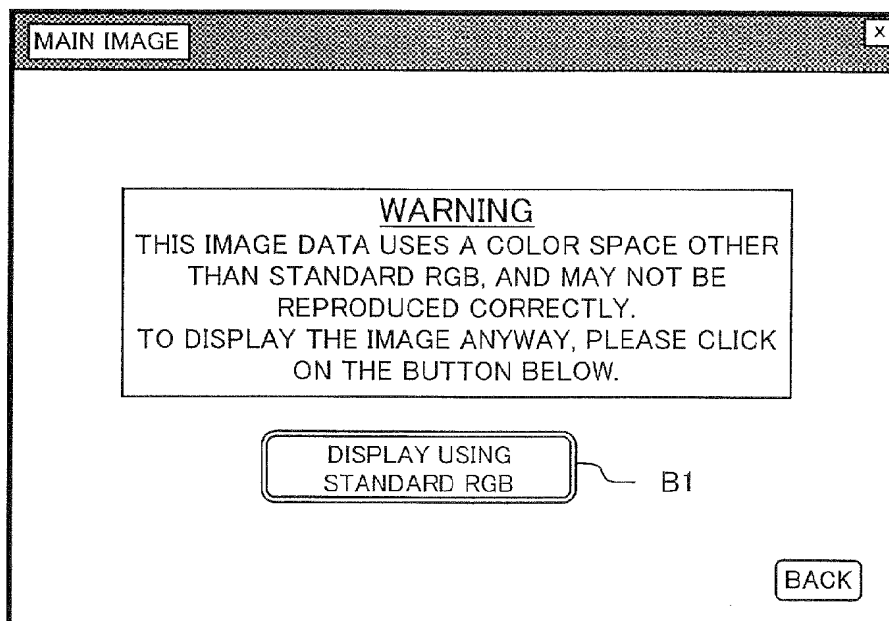 MAIN IMAGE
x
WARNING
THIS IMAGE DATA USES A COLOR SPACE OTHER
THAN STANDARD RGB, AND MAY NOT BE
REPRODUCED CORRECTLY.
TO DISPLAY THE IMAGE ANYWAY, PLEASE CLICK
ON THE BUTTON BELOW.
DISPLAY USING
STANDARD RGB
B1
BACK